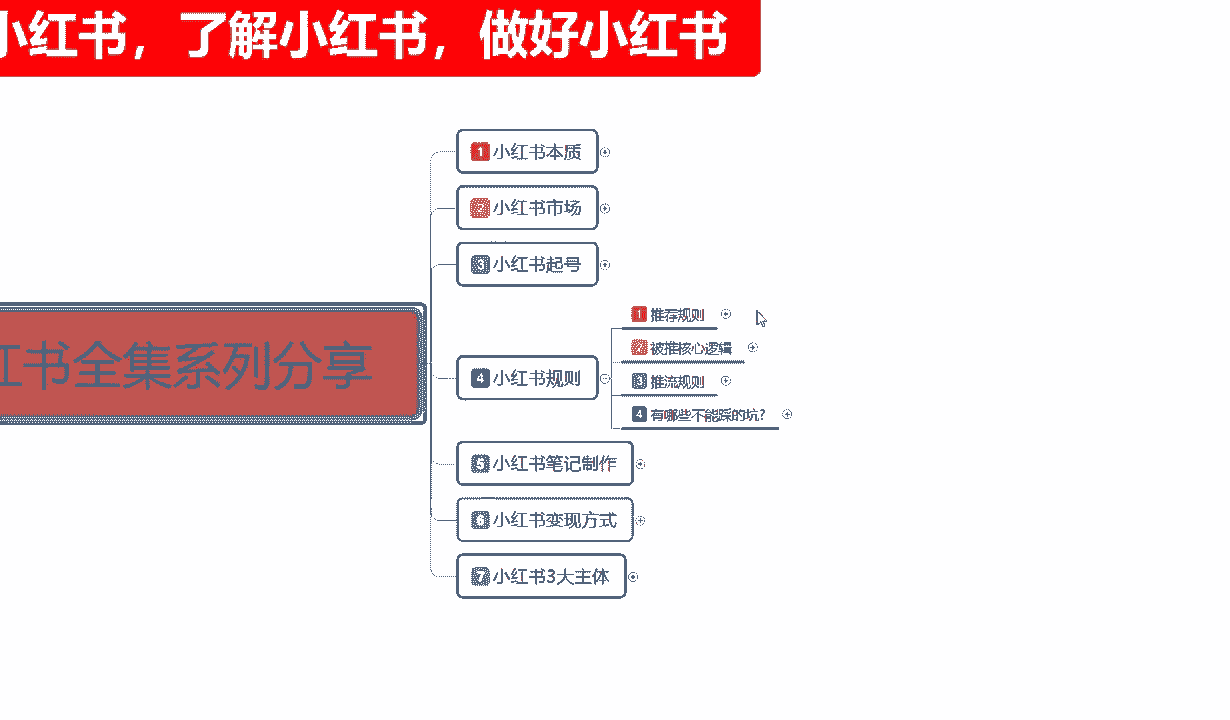 小红书，了解小红书，做好小红书
1 小红书本质
2 小红书市场
3 小红书起号
红书全集系列分享
4 小红书规则
1 推荐规则
2 被推核心逻辑
3 推流规则
4 有哪些不能踩的坑?
5 小红书笔记制作
6 小红书变现方式
7 小红书3大主体